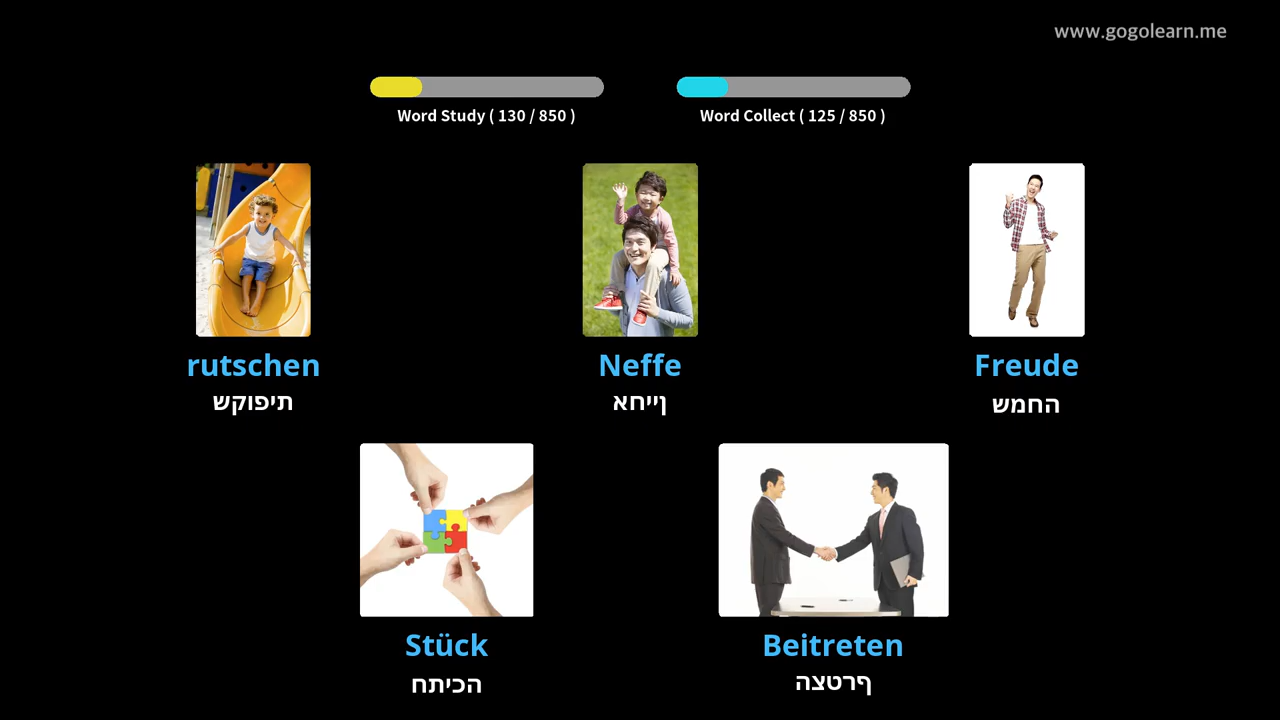 www.gogolearn.me
Word Study ( 130 / 850 )
Word Collect ( 125 / 850 )
rutschen
תיפוקש
Neffe
ןייחא
Freude
החמש
Stück
הכיתח
Beitreten
ףרטצה